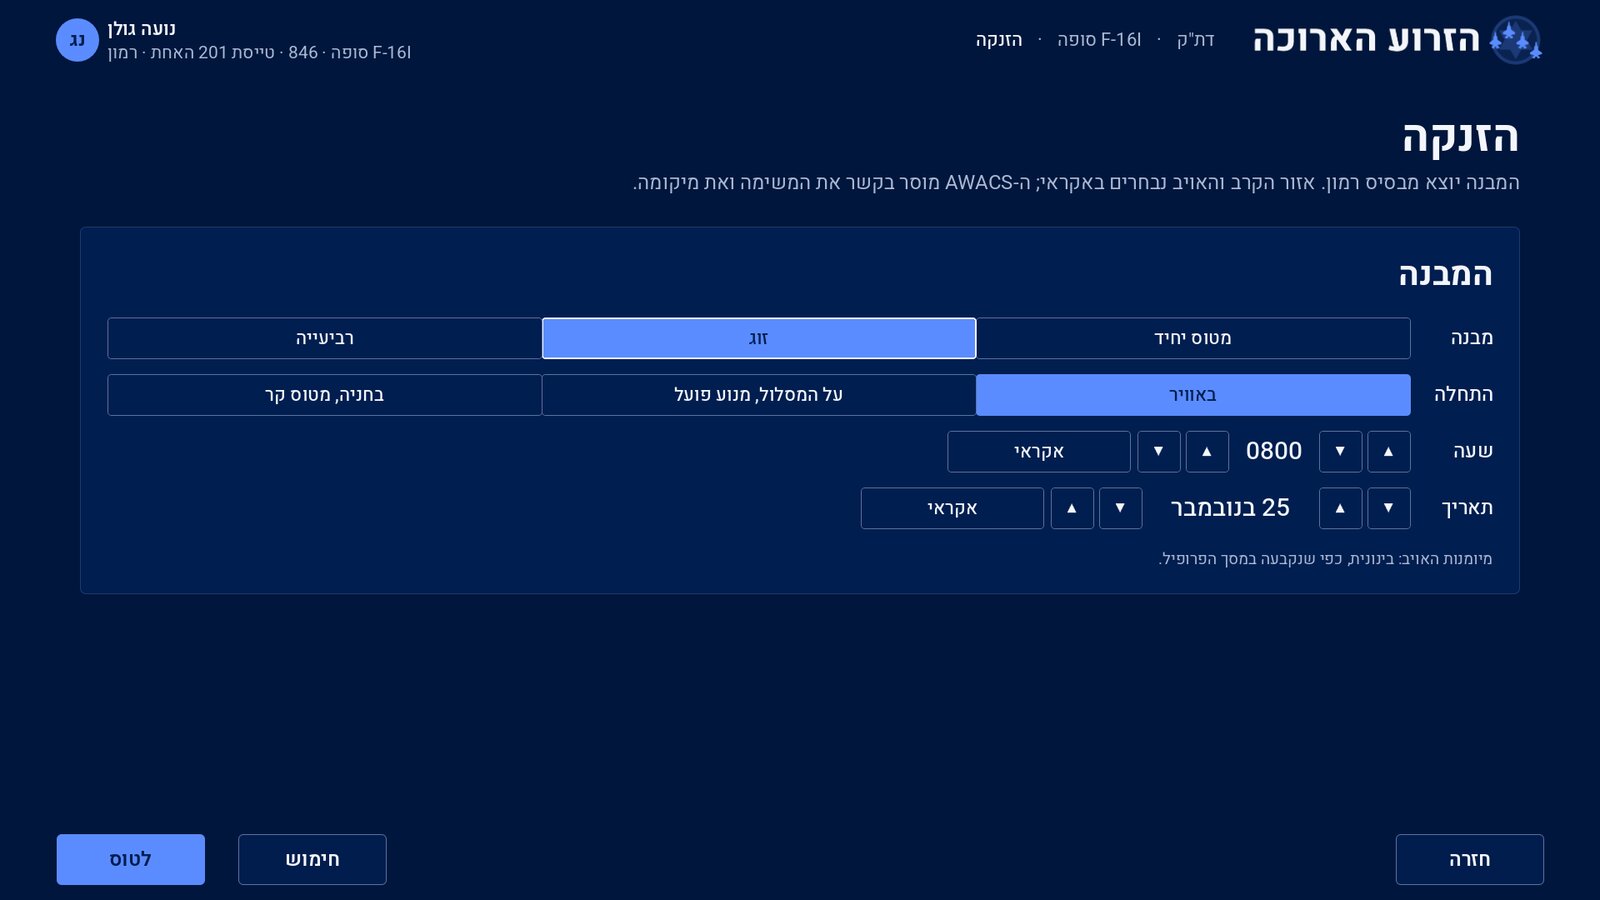 הזרוע הארוכה
דת"ק · F-16I סופה · הזנקה
נועה גולן
F-16I סופה · 846 · טייסת 201 האחת · רמון
נג
הזנקה
המבנה יוצא מבסיס רמון. אזור הקרב והאויב נבחרים באקראי; ה-AWACS מוסר בקשר את המשימה ואת מיקומה.
המבנה
מבנה מטוס יחיד זוג רביעייה
התחלה באוויר על המסלול, מנוע פועל בחניה, מטוס קר
שעה ▲ ▼ 0800 ▲ ▼ אקראי
תאריך ▼ ▲ 25 בנובמבר ▼ ▲ אקראי
מיומנות האויב: בינונית, כפי שנקבעה במסך הפרופיל.
חזרה חימוש לטוס